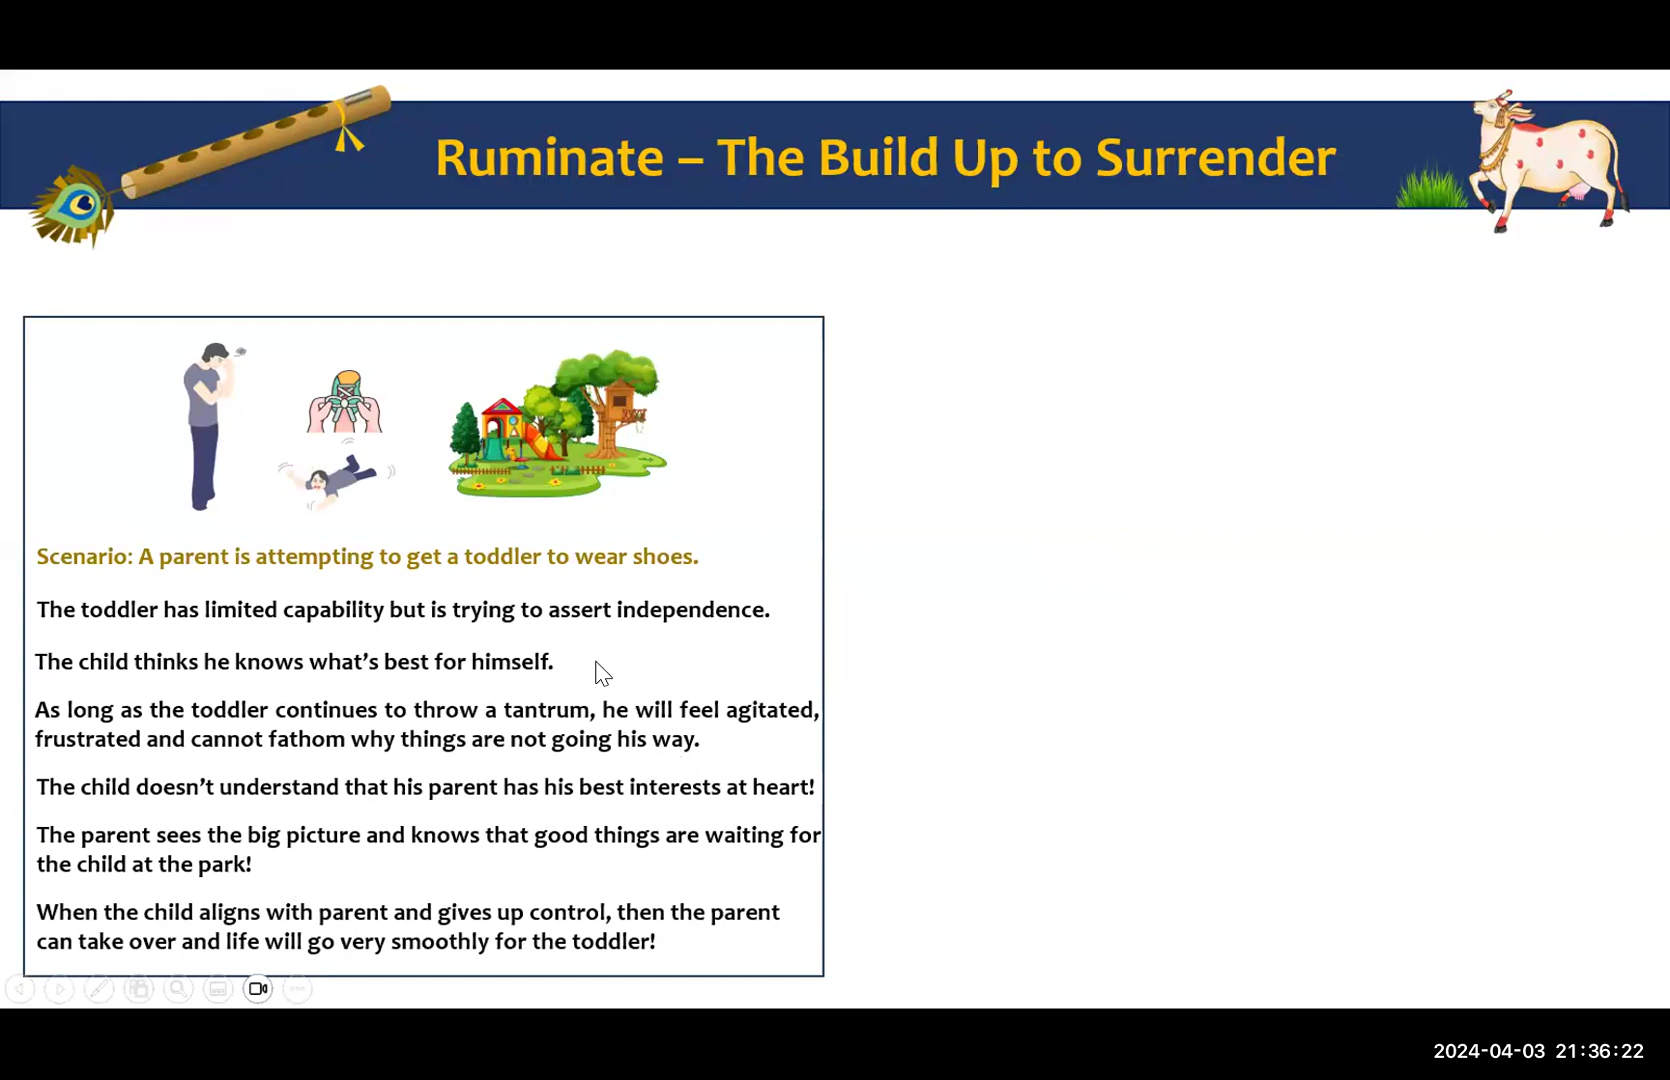 Ruminate – The Build Up to Surrender
Scenario: A parent is attempting to get a toddler to wear shoes.
The toddler has limited capability but is trying to assert independence.
The child thinks he knows what’s best for himself.
As long as the toddler continues to throw a tantrum, he will feel agitated,
frustrated and cannot fathom why things are not going his way.
The child doesn’t understand that his parent has his best interests at heart!
The parent sees the big picture and knows that good things are waiting for
the child at the park!
When the child aligns with parent and gives up control, then the parent
can take over and life will go very smoothly for the toddler!
2024-04-03 21:36:22